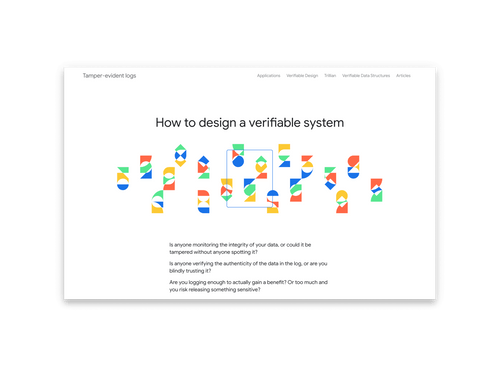 Tamper-evident logs
Applications Verifiable Design Trillian Verifiable Data Structures Articles
How to design a verifiable system
Is anyone monitoring the integrity of your data, or could it be
tampered without anyone spotting it?
Is anyone verifying the authenticity of the data in the log, or are you
blindly trusting it?
Are you logging enough to actually gain a benefit? Or too much and
you risk releasing something sensitive?